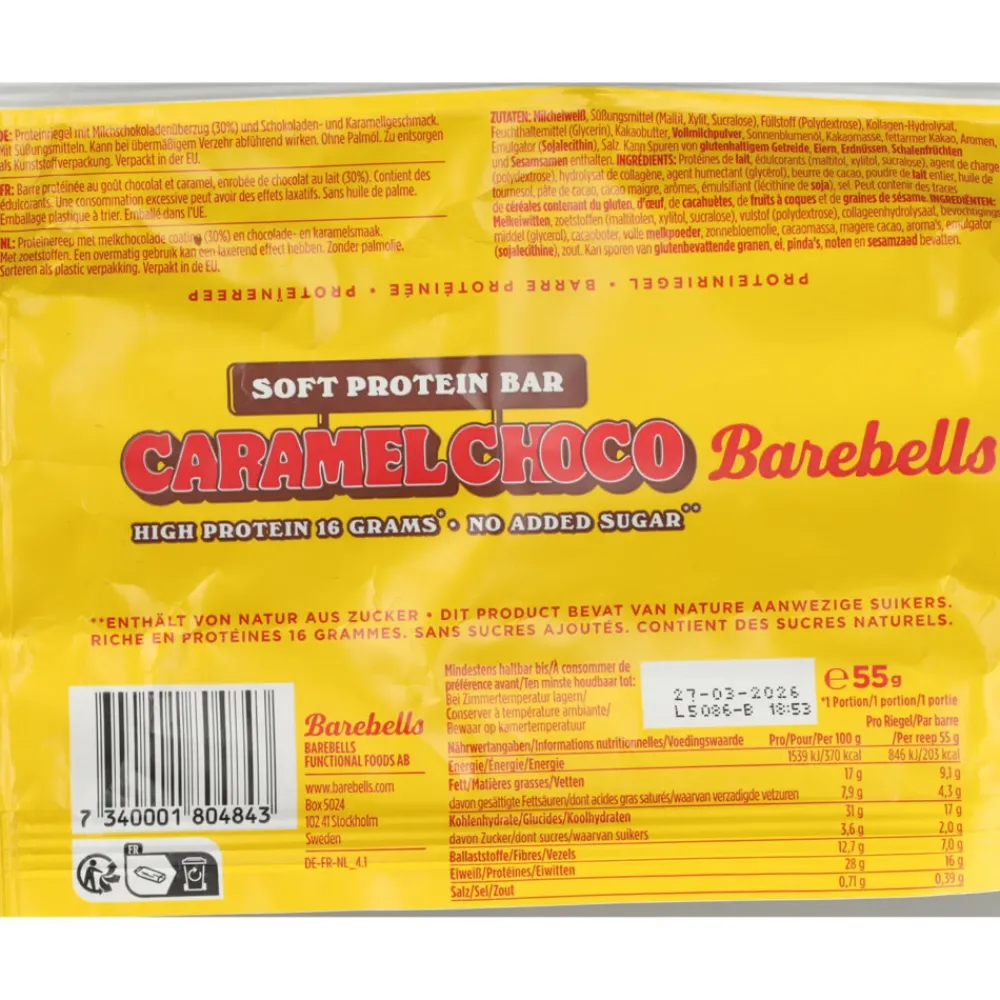 DE: Proteinriegel mit Milchschokoladenüberzug (30%) und Schokoladen- und Karamellgeschmack.
Mit Süßungsmitteln. Kann bei übermäßigem Verzehr abführend wirken. Ohne Palmöl. Zu entsorgen
als Kunststoffverpackung. Verpackt in der EU.
FR: Barre protéinée au goût chocolat et caramel, enrobée de chocolat au lait (30%). Contient des
édulcorants. Une consommation excessive peut avoir des effets laxatifs. Sans huile de palme.
Emballage plastique à trier. Emballé dans l'UE.
NL: Proteinereep met melkchocolade coating (30%) en chocolade- en karamelsmaak.
Met zoetstoffen. Een overmatig gebruik kan een laxerend effect hebben. Zonder palmolie.
Sorteren als plastic verpakking. Verpakt in de EU.
ZUTATEN: Milcheiweiß, Süßungsmittel (Maltit, Xylit, Sucralose), Füllstoff (Polydextrose), Kollagen-Hydrolysat,
Feuchthaltemittel (Glycerin), Kakaobutter, Vollmilchpulver, Sonnenblumenöl, Kakaomasse, fettarmer Kakao, Aromen,
Emulgator (Sojalecithin), Salz. Kann Spuren von glutenhaltigem Getreide, Eiern, Erdnüssen, Schalenfrüchten
und Sesamsamen enthalten. INGRÉDIENTS: Protéines de lait, édulcorants (maltitol, xylitol, sucralose), agent de charge
(polydextrose), hydrolysat de collagène, agent humectant (glycérol), beurre de cacao, poudre de lait entier, huile de
tournesol, pâte de cacao, cacao maigre, arômes, émulsifiant (lécithine de soja), sel. Peut contenir des traces
de céréales contenant du gluten, d'œuf, de cacahuètes, de fruits à coques et de graines de sésame. INGREDIËNTEN:
Melkeiwitten, zoetstoffen (maltitolen, xylitol, sucralose), vulstof (polydextrose), collageenhydrolysaat, bevochtiging
middel (glycerol), cacaoboter, volle melkpoeder, zonnebloemolie, cacaomassa, magere cacao, aroma's, emulgator
(sojalecithine), zout. Kan sporen van glutenbevattende granen, ei, pinda's, noten en sesamzaad bevatten.
PROTEINRIEGEL • BARRE PROTÉINÉE • PROTEÏNEREEP
SOFT PROTEIN BAR
CARAMEL CHOCO Barebells
HIGH PROTEIN 16 GRAMS° • NO ADDED SUGAR°°
**ENTHÄLT VON NATUR AUS ZUCKER • DIT PRODUCT BEVAT VAN NATURE AANWEZIGE SUIKERS.
RICHE EN PROTÉINES 16 GRAMMES. SANS SUCRES AJOUTÉS. CONTIENT DES SUCRES NATURELS.
7 340001 804843
FR
Barebells
BAREBELLS
FUNCTIONAL FOODS AB
www.barebells.com
Box 5024
102 41 Stockholm
Sweden
DE-FR-NL_4.1
Mindestens haltbar bis/À consommer de
préférence avant/Ten minste houdbaar tot:
Bei Zimmertemperatur lagern/
Conserver à température ambiante/
Bewaar op kamertemperatuur
27-03-2026
L5086-B 18:53
e 55g
*1 Portion/1 portion/1 portie
Nährwertangaben/Informations nutritionnelles/Voedingswaarde Pro/Pour/Per 100 g Pro Riegel/Par barre /Per reep 55 g
Energie/Energie/Energie 1539 kJ/370 kcal 846 kJ/203 kcal
Fett/Matières grasses/Vetten 17 g 9,1 g
davon gesättigte Fettsäuren/dont acides gras saturés/waarvan verzadigde vetzuren 7,9 g 4,3 g
Kohlenhydrate/Glucides/Koolhydraten 31 g 17 g
davon Zucker/dont sucres/waarvan suikers 3,6 g 2,0 g
Ballaststoffe/Fibres/Vezels 12,7 g 7,0 g
Eiweiß/Protéines/Eiwitten 28 g 16 g
Salz/Sel/Zout 0,71 g 0,39 g